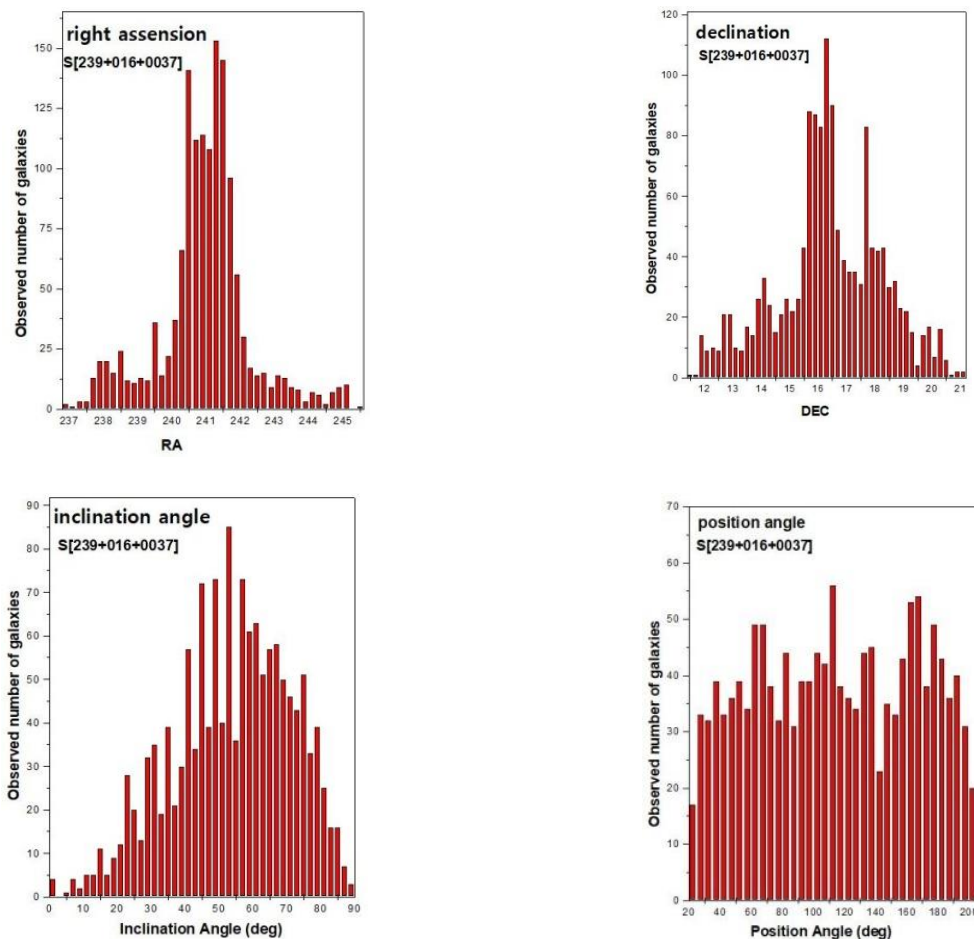 right assension
S[239+016+0037]
150
125
100
75
50
25
0
Observed number of galaxies
237 238 239 240 241 242 243 244 245
RA
declination
S[239+016+0037]
120
100
80
60
40
20
0
Observed number of galaxies
12 13 14 15 16 17 18 19 20 21
DEC
inclination angle
S[239+016+0037]
90
80
70
60
50
40
30
20
10
0
Observed number of galaxies
0 10 20 30 40 50 60 70 80 90
Inclination Angle (deg)
position angle
S[239+016+0037]
70
60
50
40
30
20
10
0
Observed number of galaxies
20 40 60 80 100 120 140 160 180 200
Position Angle (deg)